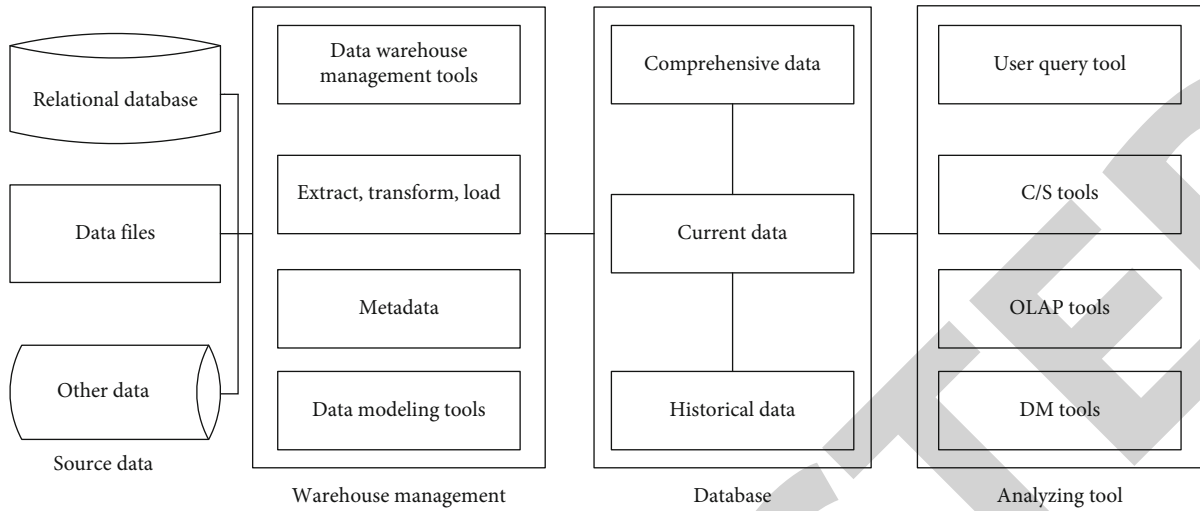 Relational database
Data files
Other data
Source data
Data warehouse
management tools
Extract, transform, load
Metadata
Data modeling tools
Warehouse management
Comprehensive data
Current data
Historical data
Database
User query tool
C/S tools
OLAP tools
DM tools
Analyzing tool